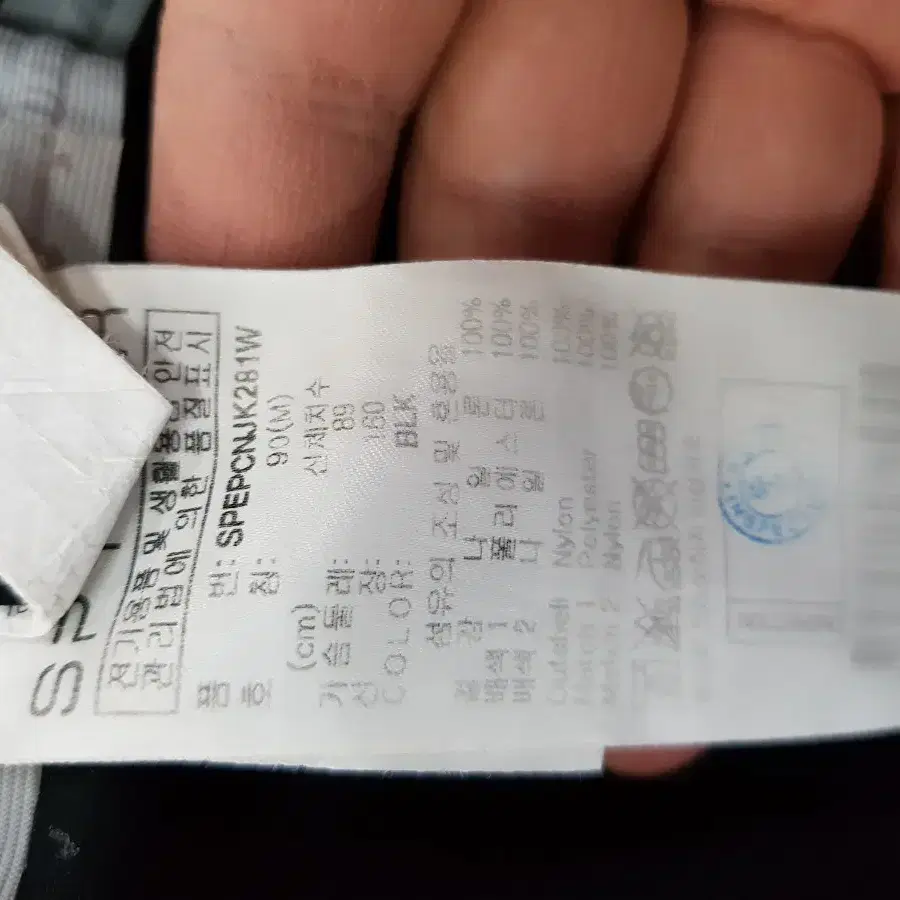 전기용품 및 생활용품 안전
관리법에 의한 품질표시
품 번: SPEPCNJK281W
호 칭: 90(M)
(cm) 신체치수
가슴둘레: 89
신 장: 160
COLOR: BLK
섬유의 조성 및 혼용율
겉 감 나 일 론 100%
배색 1 폴리에스터 100%
배색 2 나 일 론 100%
Outshell Nylon 100%
Match 1 Polyester 100%
Match 2 Nylon 100%